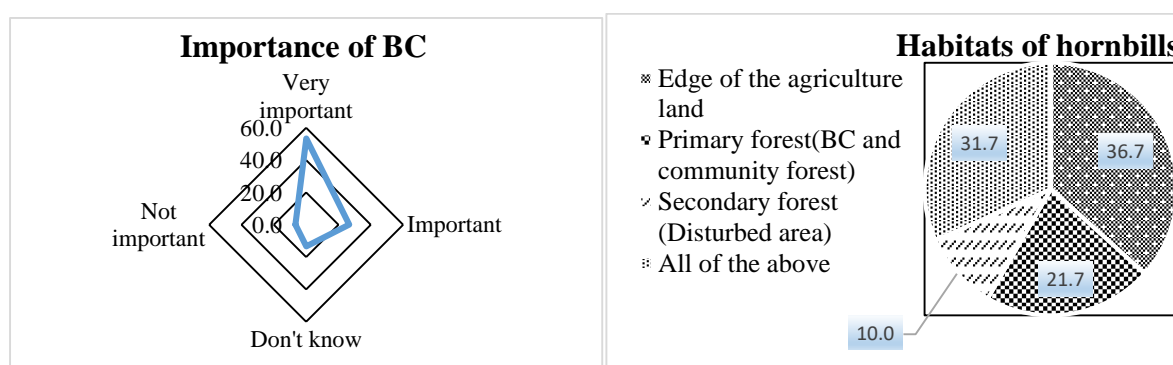 Importance of BC
Very
important
60.0
40.0
20.0
0.0
Not
important
Important
Don't know
Habitats of hornbills
Edge of the agriculture
land
Primary forest(BC and
community forest)
Secondary forest
(Disturbed area)
All of the above
31.7
36.7
21.7
10.0